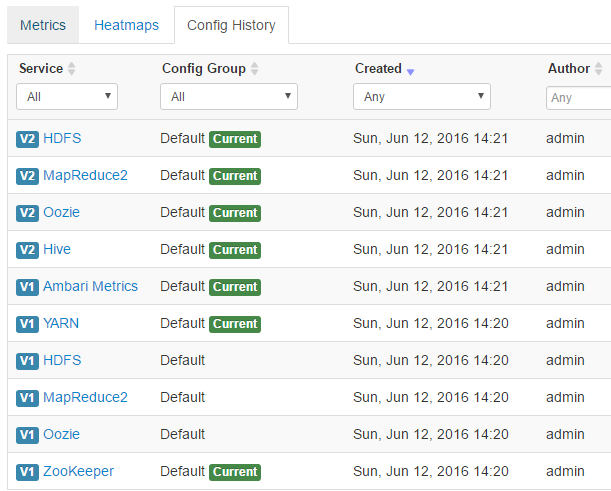 Metrics Heatmaps Config History
Service Config Group Created Author
All All Any Any
V2 HDFS Default Current Sun, Jun 12, 2016 14:21 admin
V2 MapReduce2 Default Current Sun, Jun 12, 2016 14:21 admin
V2 Oozie Default Current Sun, Jun 12, 2016 14:21 admin
V2 Hive Default Current Sun, Jun 12, 2016 14:21 admin
V1 Ambari Metrics Default Current Sun, Jun 12, 2016 14:21 admin
V1 YARN Default Current Sun, Jun 12, 2016 14:20 admin
V1 HDFS Default Sun, Jun 12, 2016 14:20 admin
V1 MapReduce2 Default Sun, Jun 12, 2016 14:20 admin
V1 Oozie Default Sun, Jun 12, 2016 14:20 admin
V1 ZooKeeper Default Current Sun, Jun 12, 2016 14:20 admin